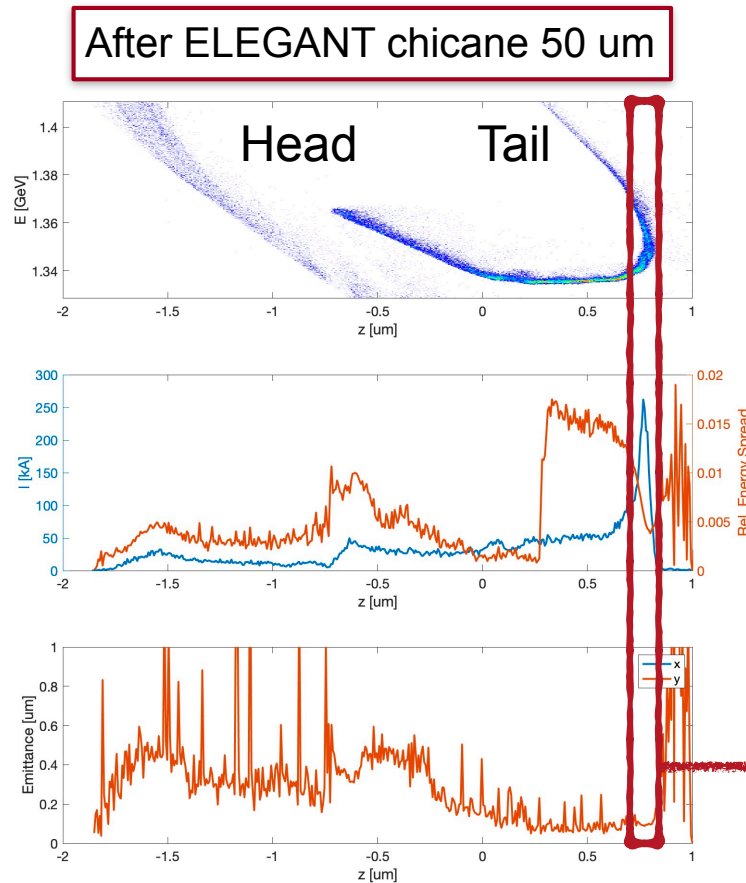 After ELEGANT chicane 50 um
Head Tail
1.4
1.38
1.36
1.34
E [GeV]
-2 -1.5 -1 -0.5 0 0.5 1
z [um]
300
250
200
150
100
50
0
I [kA]
0.02
0.015
0.01
0.005
0
Rel. Energy Spread
-2 -1.5 -1 -0.5 0 0.5 1
z [um]
1
0.8
0.6
0.4
0.2
0
Emittance [um]
x
y
-2 -1.5 -1 -0.5 0 0.5 1
z [um]